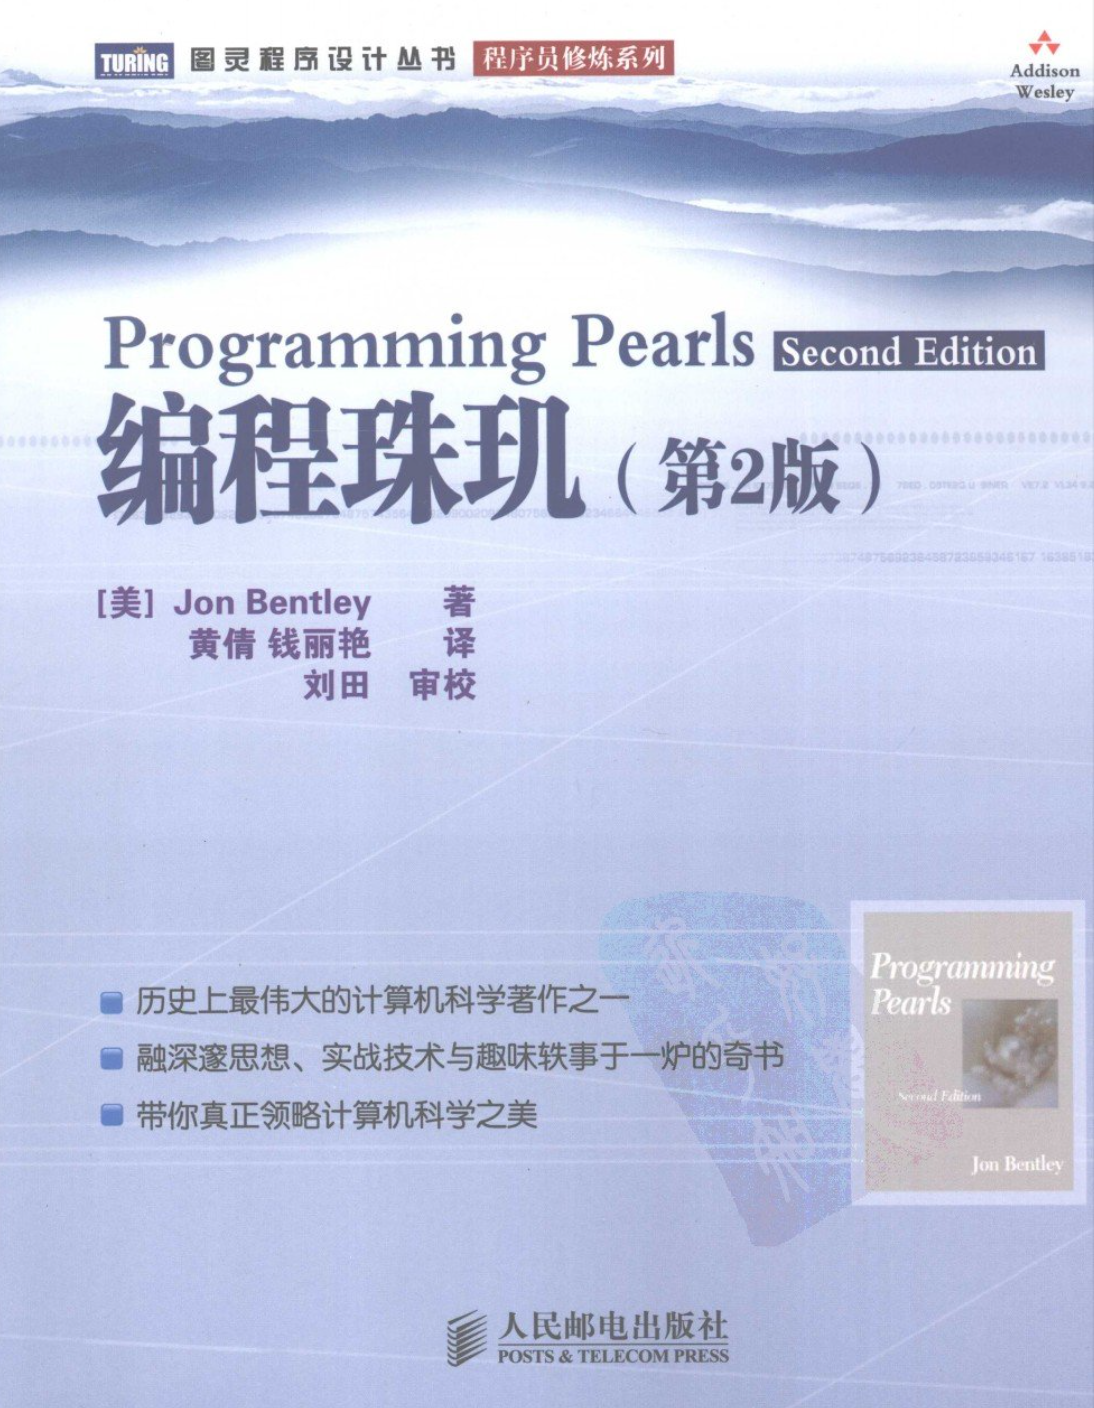 TURING 图灵程序设计丛书 程序员修炼系列
Addison
Wesley
Programming Pearls Second Edition
编程珠玑（第2版）
[美] Jon Bentley 著
黄倩 钱丽艳 译
刘田 审校
历史上最伟大的计算机科学著作之一
融深邃思想、实战技术与趣味轶事于一炉的奇书
带你真正领略计算机科学之美
Programming
Pearls
Second Edition
Jon Bentley
人民邮电出版社
POSTS & TELECOM PRESS